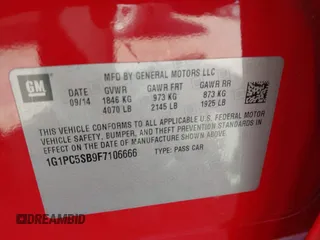 MFD BY GENERAL MOTORS LLC
GM
DATE GVWR GAWR FRT GAWR RR
09/14 1846 KG 973 KG 873 KG
4070 LB 2145 LB 1925 LB
THIS VEHICLE CONFORMS TO ALL APPLICABLE U.S. FEDERAL MOTOR
VEHICLE SAFETY, BUMPER, AND THEFT PREVENTION STANDARDS IN
EFFECT ON THE DATE OF MANUFACTURE SHOWN ABOVE.
1G1PC5SB9F7106666 TYPE: PASS CAR
DREAMBID